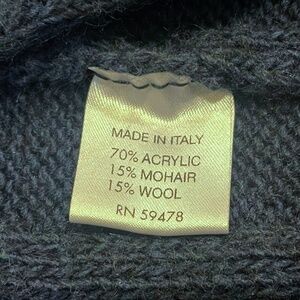 MADE IN ITALY
70% ACRYLIC
15% MOHAIR
15% WOOL
RN 59478